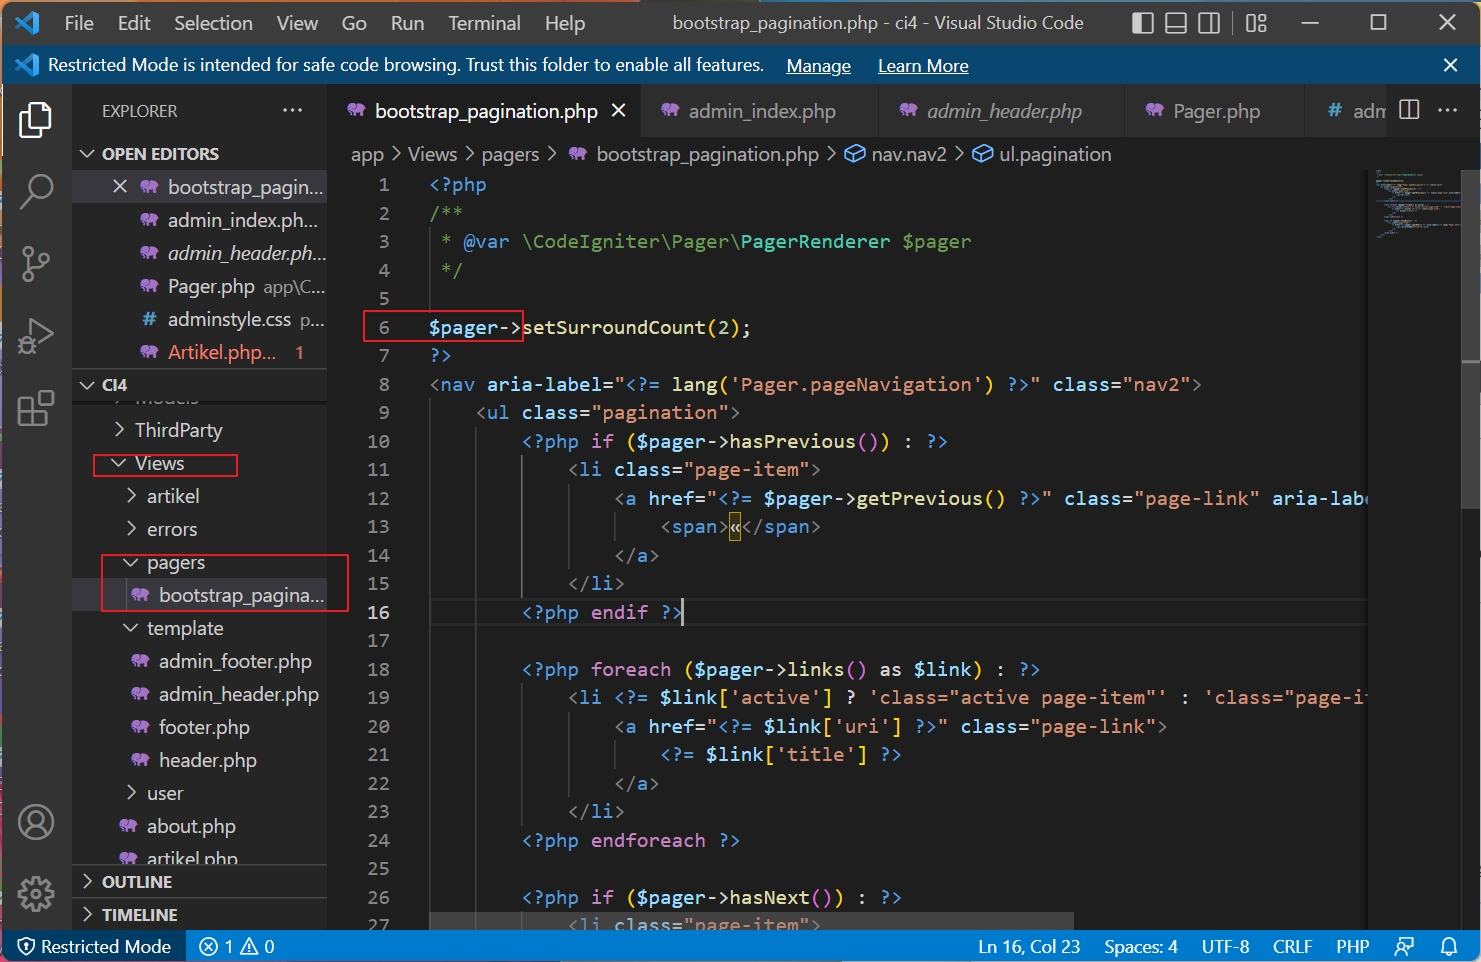 File Edit Selection View Go Run Terminal Help bootstrap_pagination.php - ci4 - Visual Studio Code
Restricted Mode is intended for safe code browsing. Trust this folder to enable all features. Manage Learn More
EXPLORER
OPEN EDITORS
bootstrap_pagin...
admin_index.ph...
admin_header.ph...
Pager.php app\C...
adminstyle.css p...
Artikel.php... 1
CI4
Models
ThirdParty
Views
artikel
errors
pagers
bootstrap_pagina...
template
admin_footer.php
admin_header.php
footer.php
header.php
user
about.php
artikel.php
OUTLINE
TIMELINE
bootstrap_pagination.php admin_index.php admin_header.php Pager.php # adm
app > Views > pagers > bootstrap_pagination.php > nav.nav2 > ul.pagination
1 <?php
2 /**
3 * @var \CodeIgniter\Pager\PagerRenderer $pager
4 */
5
6 $pager->setSurroundCount(2);
7 ?>
8 <nav aria-label="<?= lang('Pager.pageNavigation') ?>" class="nav2">
9 <ul class="pagination">
10 <?php if ($pager->hasPrevious()) : ?>
11 <li class="page-item">
12 <a href="<?= $pager->getPrevious() ?>" class="page-link" aria-labe
13 <span>«</span>
14 </a>
15 </li>
16 <?php endif ?>
17
18 <?php foreach ($pager->links() as $link) : ?>
19 <li <?= $link['active'] ? 'class="active page-item"' : 'class="page-it
20 <a href="<?= $link['uri'] ?>" class="page-link">
21 <?= $link['title'] ?>
22 </a>
23 </li>
24 <?php endforeach ?>
25
26 <?php if ($pager->hasNext()) : ?>
27 <li class="page-item">
Restricted Mode 1 0 Ln 16, Col 23 Spaces: 4 UTF-8 CRLF PHP